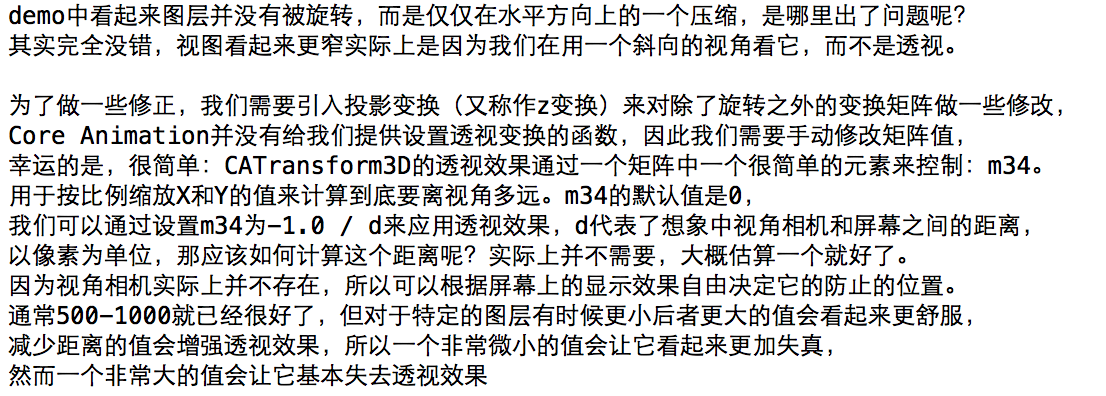 demo中看起来图层并没有被旋转，而是仅仅在水平方向上的一个压缩，是哪里出了问题呢？
其实完全没错，视图看起来更窄实际上是因为我们在用一个斜向的视角看它，而不是透视。
为了做一些修正，我们需要引入投影变换（又称作z变换）来对除了旋转之外的变换矩阵做一些修改，
Core Animation并没有给我们提供设置透视变换的函数，因此我们需要手动修改矩阵值，
幸运的是，很简单：CATransform3D的透视效果通过一个矩阵中一个很简单的元素来控制：m34。
用于按比例缩放X和Y的值来计算到底要离视角多远。m34的默认值是0，
我们可以通过设置m34为-1.0 / d来应用透视效果，d代表了想象中视角相机和屏幕之间的距离，
以像素为单位，那应该如何计算这个距离呢？实际上并不需要，大概估算一个就好了。
因为视角相机实际上并不存在，所以可以根据屏幕上的显示效果自由决定它的防止的位置。
通常500-1000就已经很好了，但对于特定的图层有时候更小后者更大的值会看起来更舒服，
减少距离的值会增强透视效果，所以一个非常微小的值会让它看起来更加失真，
然而一个非常大的值会让它基本失去透视效果